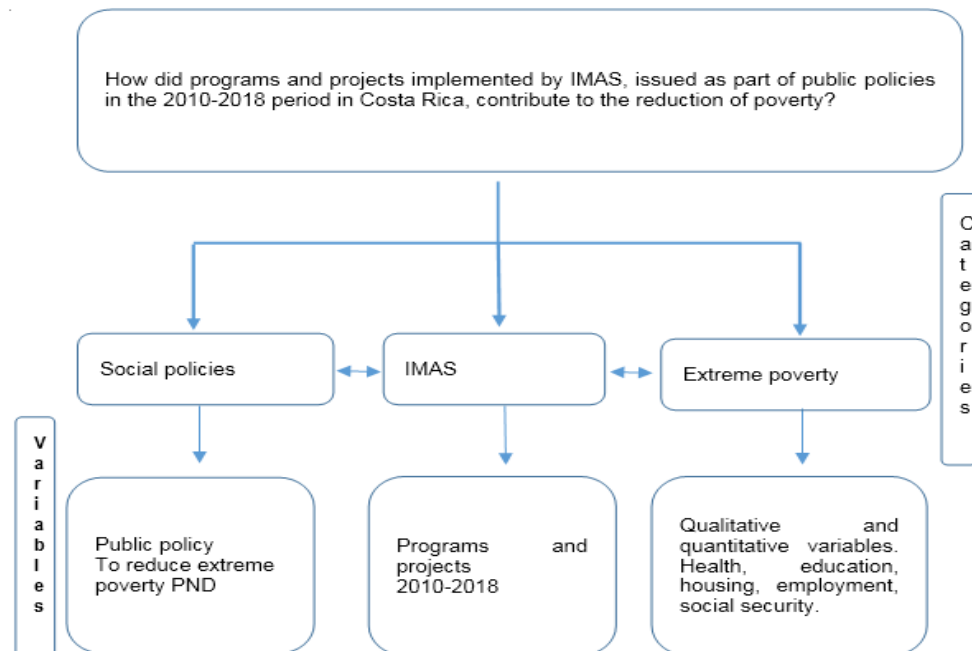 How did programs and projects implemented by IMAS, issued as part of public policies
in the 2010-2018 period in Costa Rica, contribute to the reduction of poverty?
Categories
Social policies
IMAS
Extreme poverty
Variables
Public policy
To reduce extreme
poverty PND
Programs and
projects
2010-2018
Qualitative and
quantitative variables.
Health, education,
housing, employment,
social security.